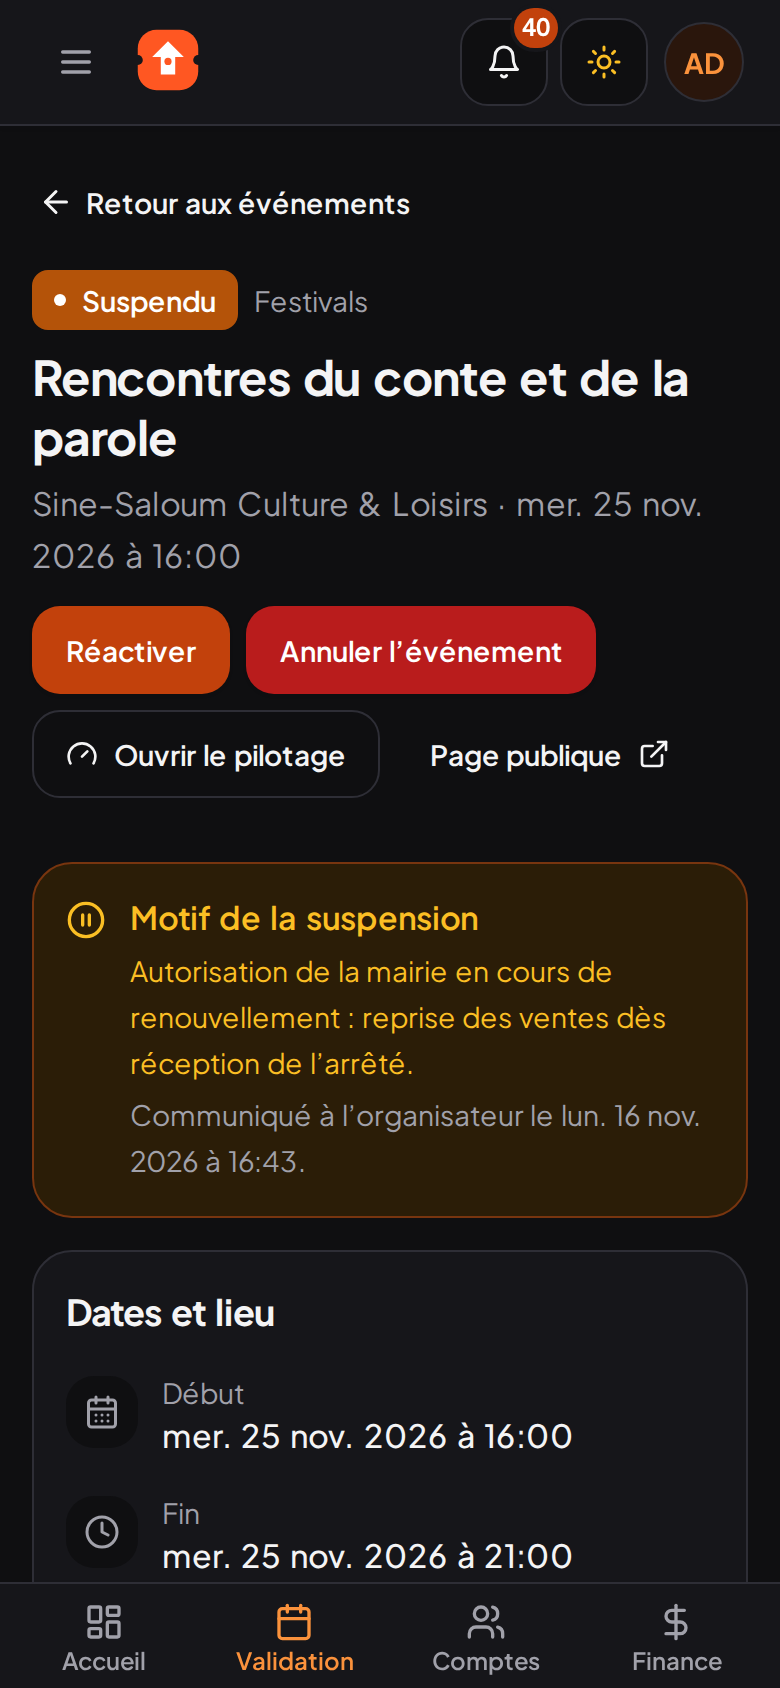 40
AD
Retour aux événements
Suspendu
Festivals
Rencontres du conte et de la
parole
Sine-Saloum Culture & Loisirs · mer. 25 nov.
2026 à 16:00
Réactiver
Annuler l’événement
Ouvrir le pilotage
Page publique
Motif de la suspension
Autorisation de la mairie en cours de
renouvellement : reprise des ventes dès
réception de l’arrêté.
Communiqué à l’organisateur le lun. 16 nov.
2026 à 16:43.
Dates et lieu
Début
mer. 25 nov. 2026 à 16:00
Fin
mer. 25 nov. 2026 à 21:00
Accueil
Validation
Comptes
Finance